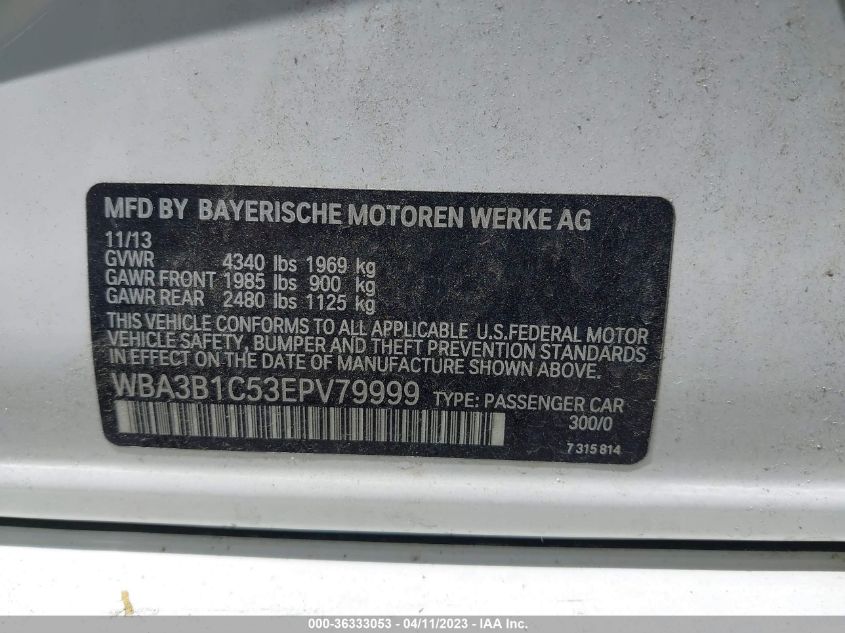 MFD BY BAYERISCHE MOTOREN WERKE AG
11/13
GVWR 4340 lbs 1969 kg
GAWR FRONT 1985 lbs 900 kg
GAWR REAR 2480 lbs 1125 kg
THIS VEHICLE CONFORMS TO ALL APPLICABLE U.S.FEDERAL MOTOR
VEHICLE SAFETY, BUMPER AND THEFT PREVENTION STANDARDS
IN EFFECT ON THE DATE OF MANUFACTURE SHOWN ABOVE.
WBA3B1C53EPV79999 TYPE: PASSENGER CAR
300/0
7 315 814
000-36333053 - 04/11/2023 - IAA Inc.